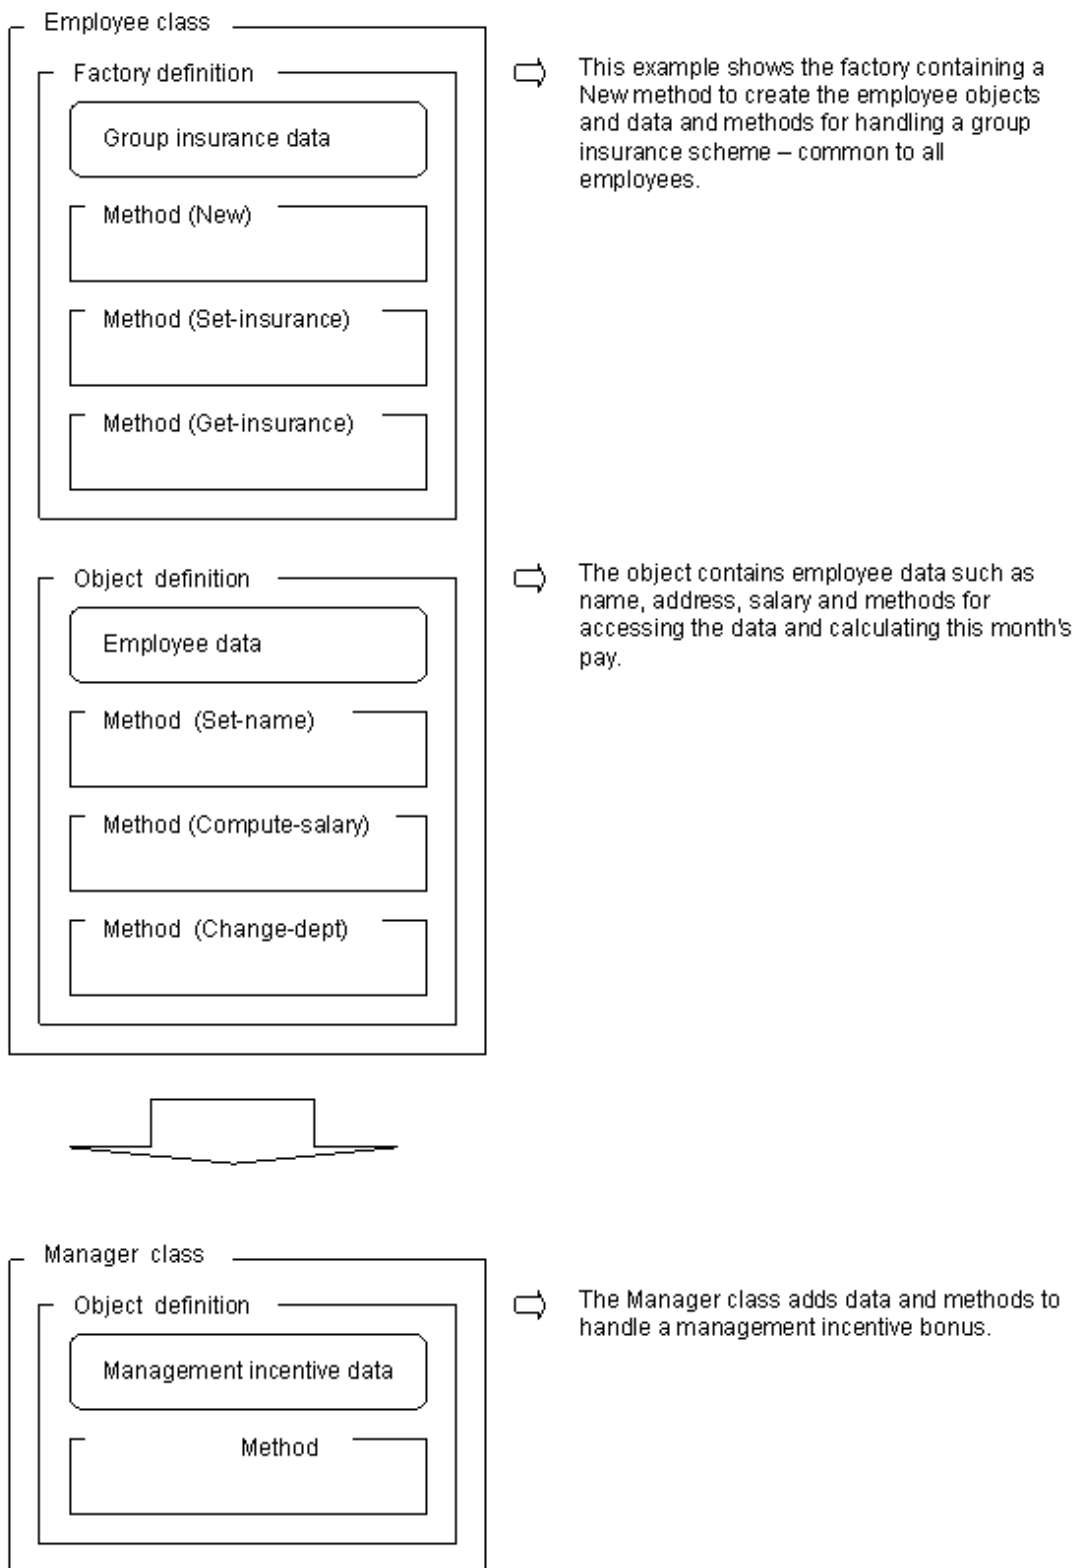 Employee class
Factory definition
This example shows the factory containing a
New method to create the employee objects
and data and methods for handling a group
insurance scheme – common to all
employees.
Group insurance data
Method (New)
Method (Set-insurance)
Method (Get-insurance)
Object definition
The object contains employee data such as
name, address, salary and methods for
accessing the data and calculating this month's
pay.
Employee data
Method (Set-name)
Method (Compute-salary)
Method (Change-dept)
Manager class
Object definition
The Manager class adds data and methods to
handle a management incentive bonus.
Management incentive data
Method